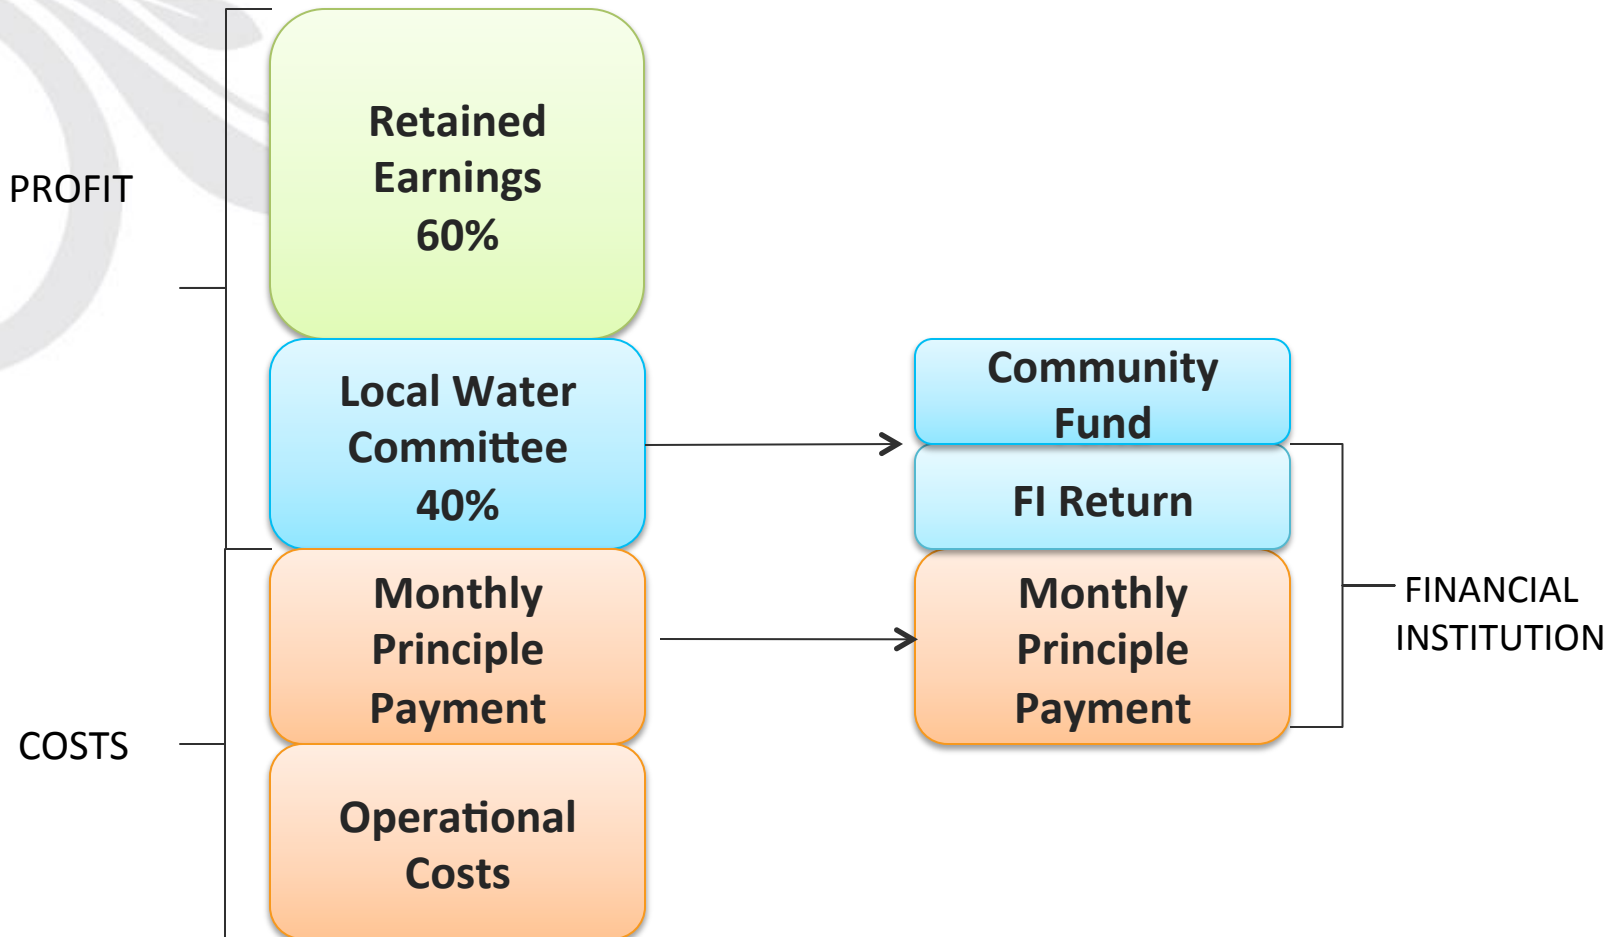 PROFIT
Retained
Earnings
60%
Local Water
Committee
40%
Community
Fund
FI Return
Monthly
Principle
Payment
Monthly
Principle
Payment
FINANCIAL
INSTITUTION
COSTS
Operational
Costs